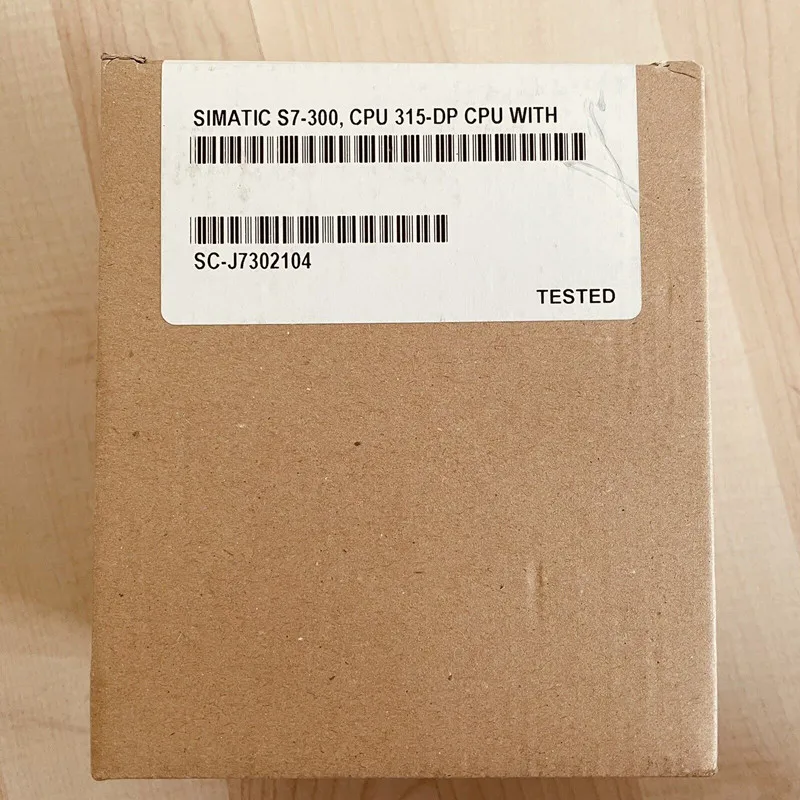 SIMATIC S7-300, CPU 315-DP CPU WITH
SC-J7302104
TESTED